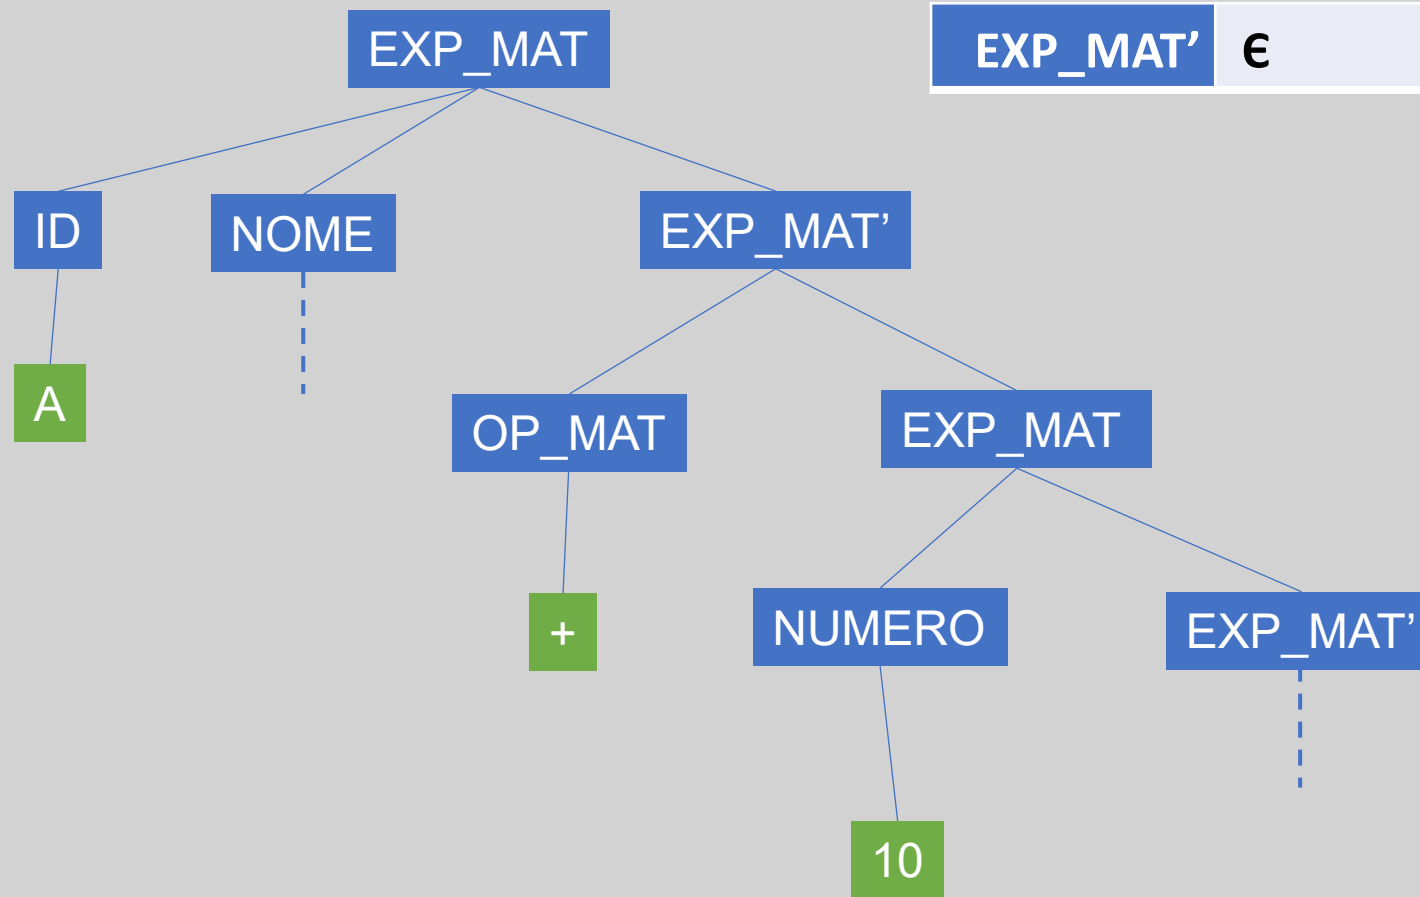 EXP_MAT
EXP_MAT’ Є
ID
NOME
EXP_MAT’
A
OP_MAT
EXP_MAT
+
NUMERO
EXP_MAT’
10